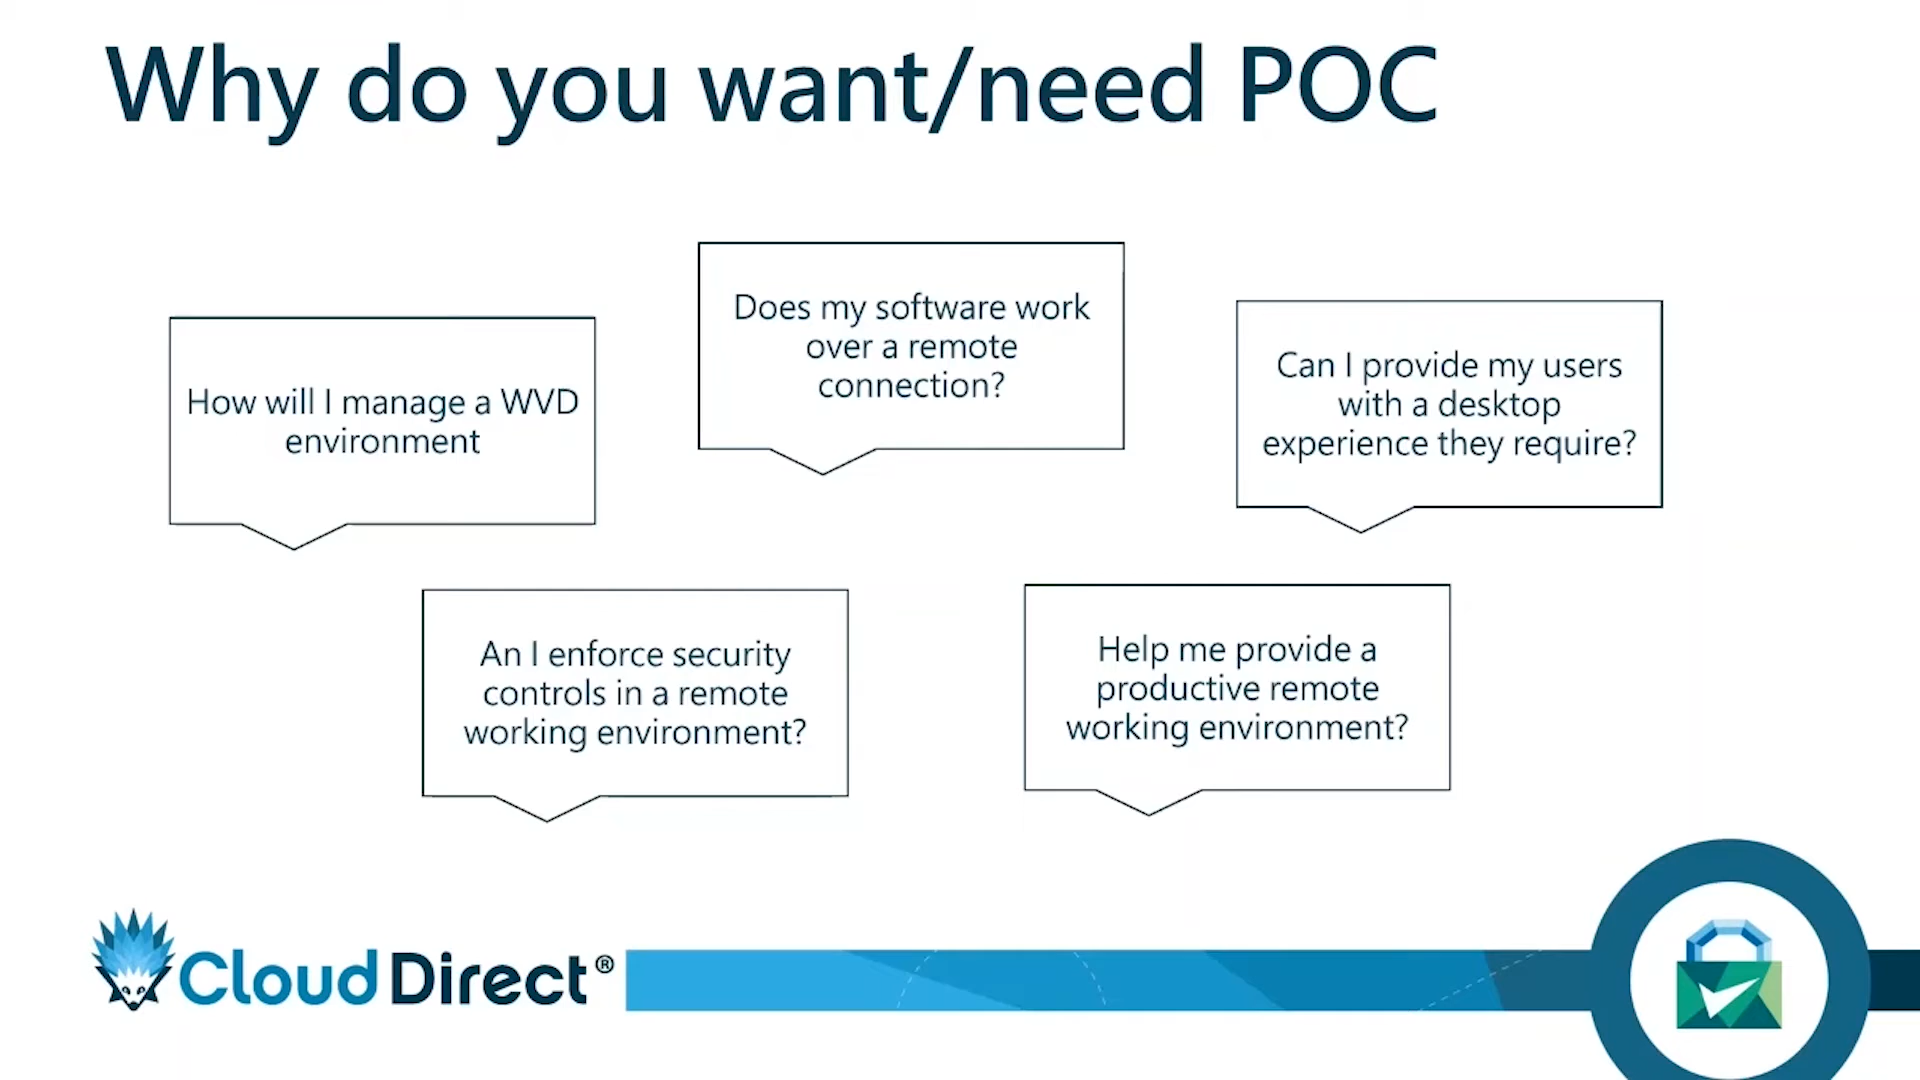 Why do you want/need POC
How will I manage a WVD
environment
Does my software work
over a remote
connection?
Can I provide my users
with a desktop
experience they require?
An I enforce security
controls in a remote
working environment?
Help me provide a
productive remote
working environment?
Cloud Direct®